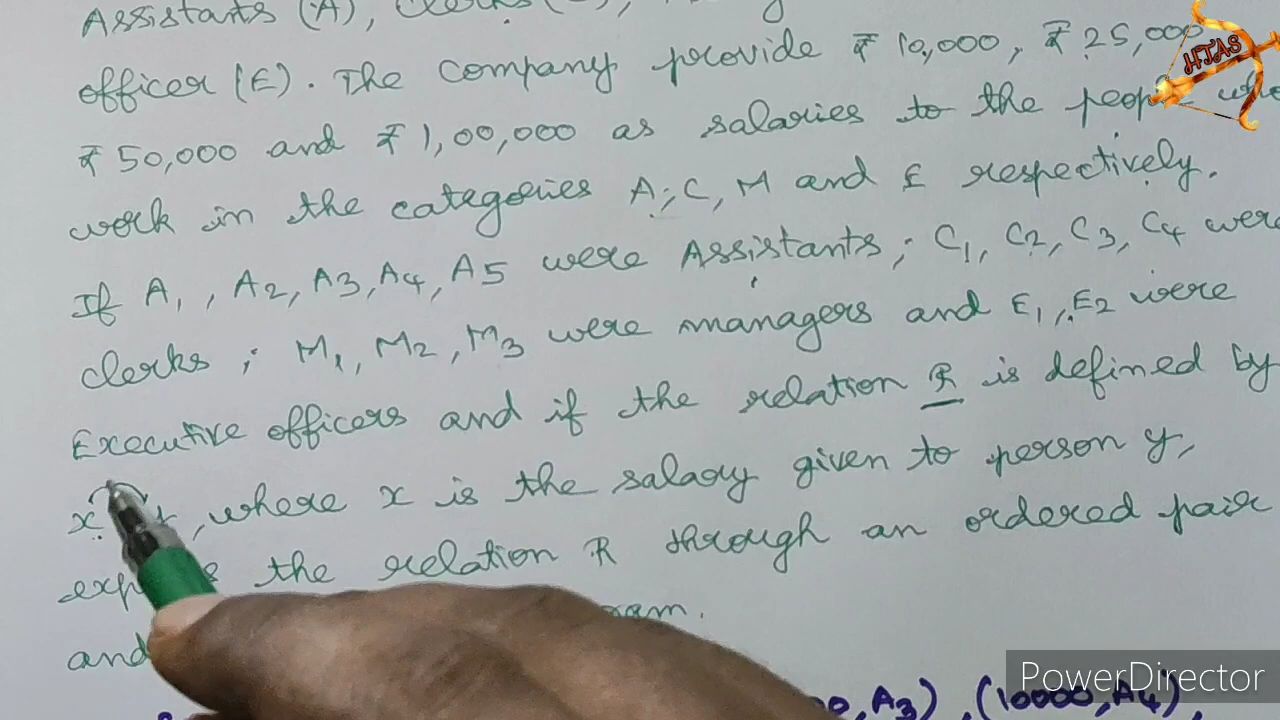 Assistants (A), Clerks
officer (E). The company provide ₹ 10,000, ₹ 25,000
₹ 50,000 and ₹ 1,00,000 as salaries to the people who
work in the categories A, C, M and E respectively.
If A1, A2, A3, A4, A5 were Assistants; C1, C2, C3, C4 were
clerks; M1, M2, M3 were managers and E1, E2 were
Executive officers and if the relation R is defined by
x, where x is the salary given to person y,
the relation R through an ordered pair
and
(10000, A4),
A3),
HTAS
PowerDirector